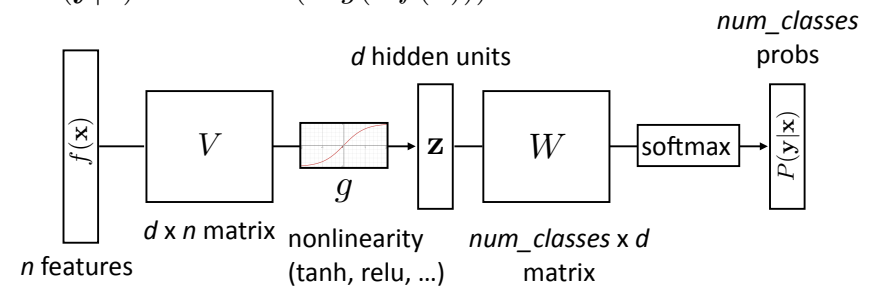 num_classes
probs
d hidden units
f(x)
V
g
z
W
softmax
P(y|x)
d x n matrix
nonlinearity
(tanh, relu, …)
num_classes x d
matrix
n features